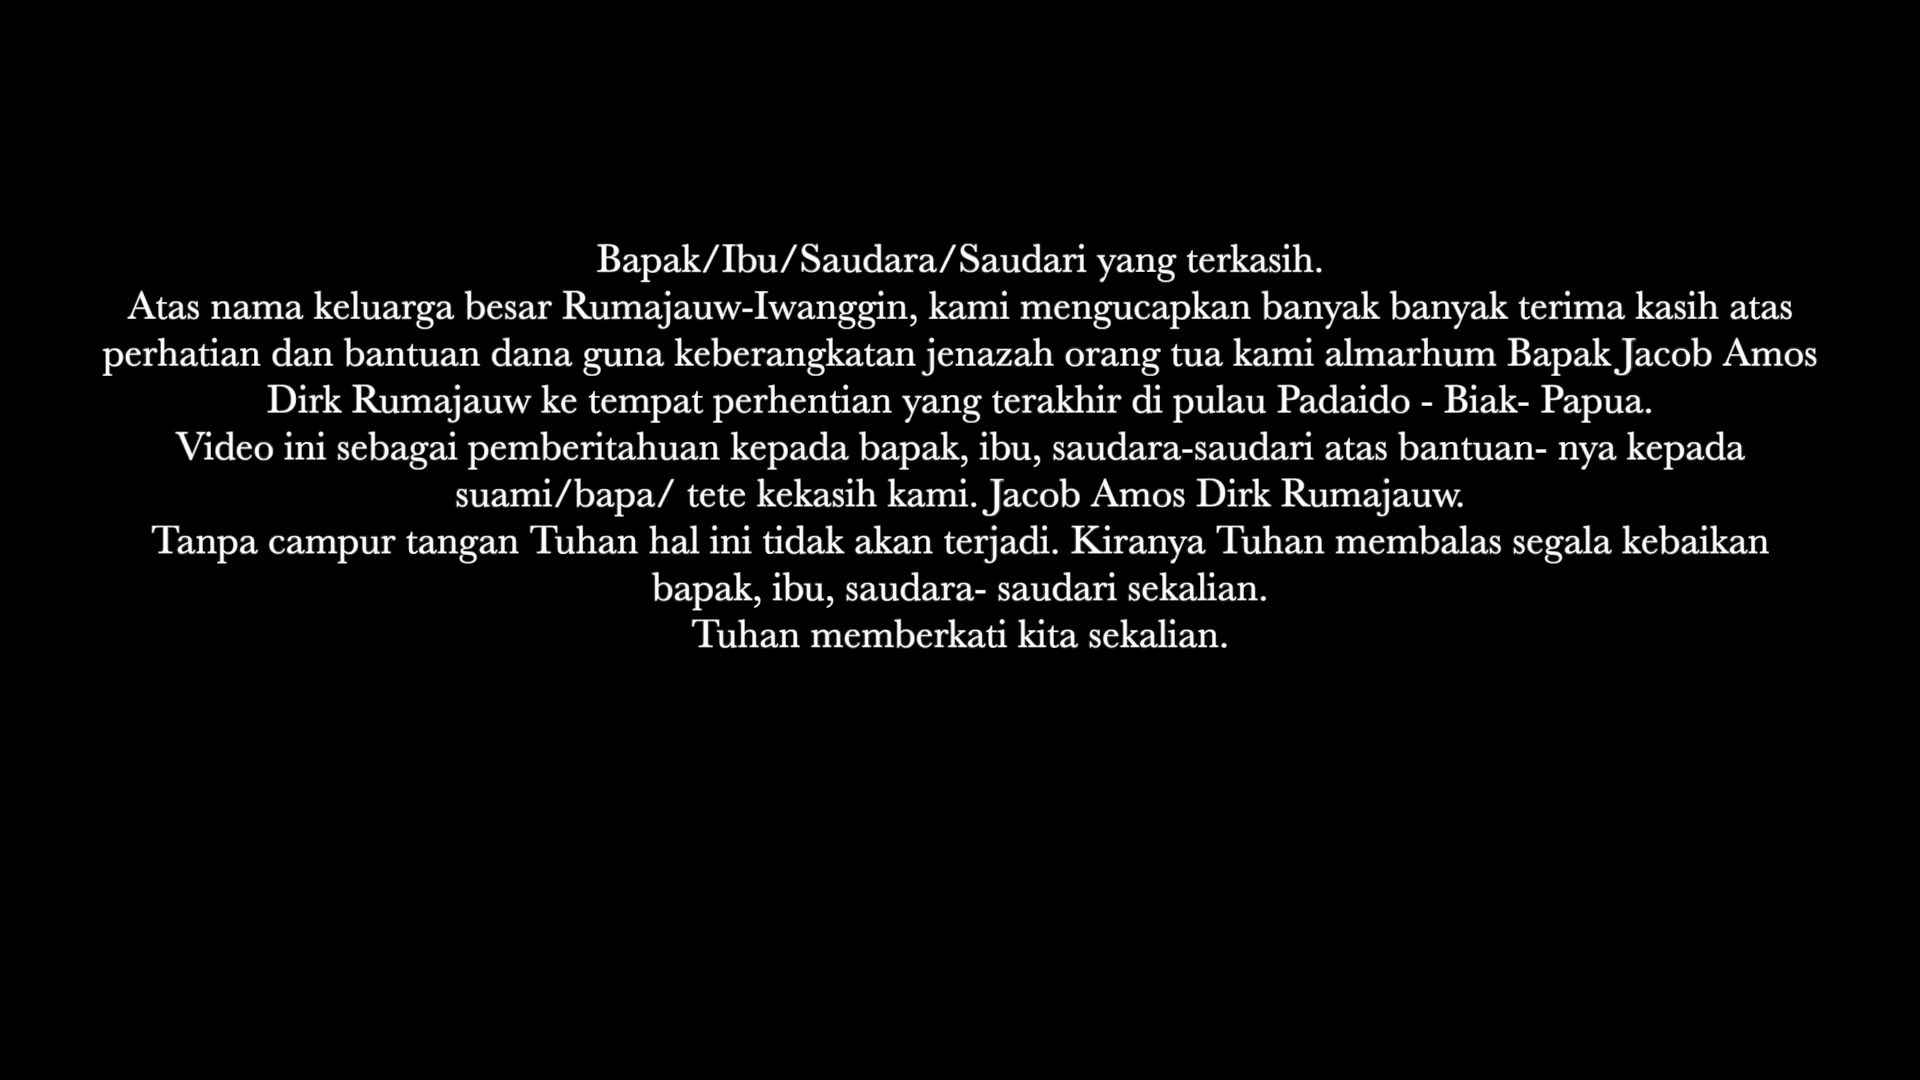 Bapak/Ibu/Saudara/Saudari yang terkasih.
Atas nama keluarga besar Rumajauw-Iwanggin, kami mengucapkan banyak banyak terima kasih atas
perhatian dan bantuan dana guna keberangkatan jenazah orang tua kami almarhum Bapak Jacob Amos
Dirk Rumajauw ke tempat perhentian yang terakhir di pulau Padaido - Biak- Papua.
Video ini sebagai pemberitahuan kepada bapak, ibu, saudara-saudari atas bantuan- nya kepada
suami/bapa/ tete kekasih kami. Jacob Amos Dirk Rumajauw.
Tanpa campur tangan Tuhan hal ini tidak akan terjadi. Kiranya Tuhan membalas segala kebaikan
bapak, ibu, saudara- saudari sekalian.
Tuhan memberkati kita sekalian.